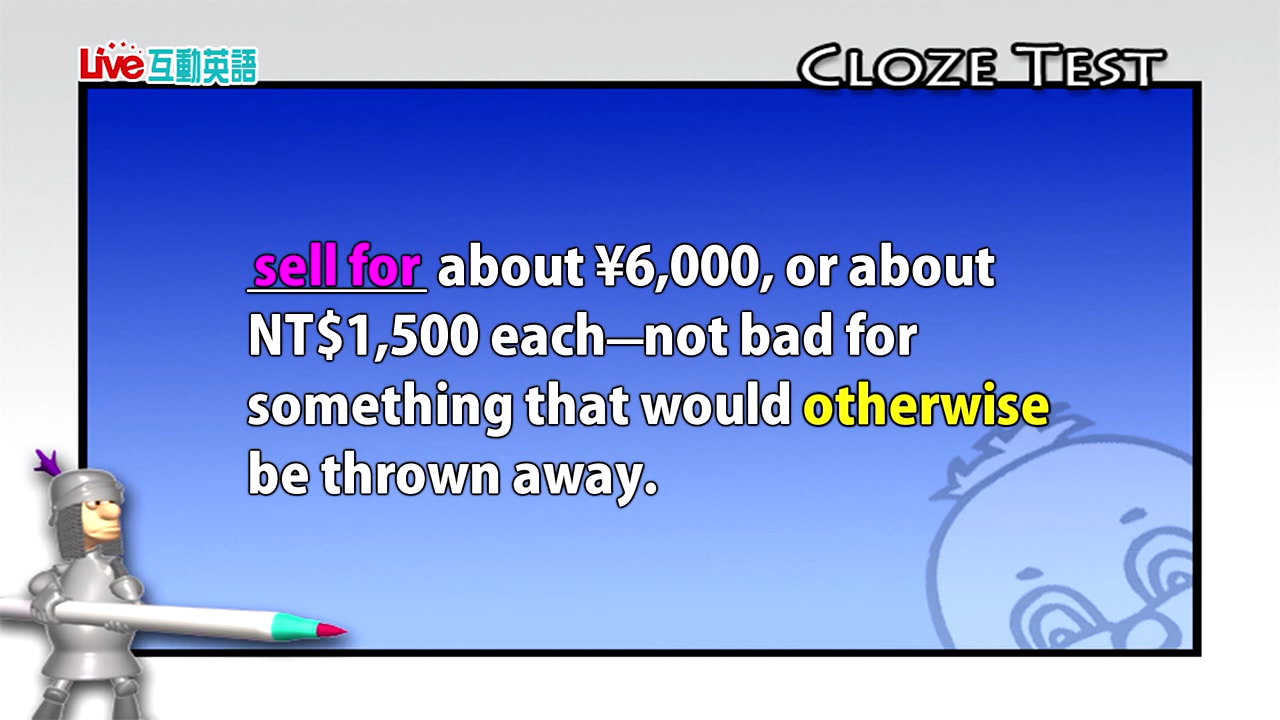 Live互動英語
CLOZE TEST
sell for about ¥6,000, or about
NT$1,500 each—not bad for
something that would otherwise
be thrown away.